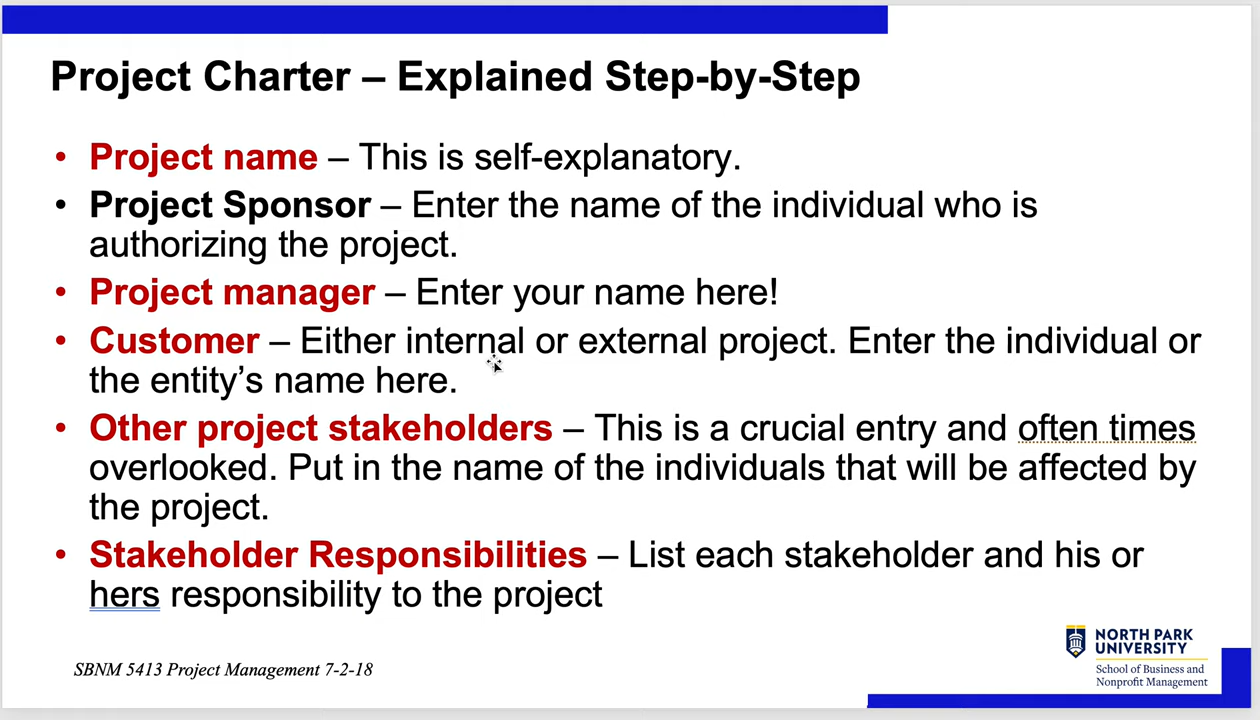 Project Charter – Explained Step-by-Step
• Project name – This is self-explanatory.
• Project Sponsor – Enter the name of the individual who is
authorizing the project.
• Project manager – Enter your name here!
• Customer – Either internal or external project. Enter the individual or
the entity’s name here.
• Other project stakeholders – This is a crucial entry and often times
overlooked. Put in the name of the individuals that will be affected by
the project.
• Stakeholder Responsibilities – List each stakeholder and his or
hers responsibility to the project
SBNM 5413 Project Management 7-2-18
NORTH PARK
UNIVERSITY
School of Business and
Nonprofit Management